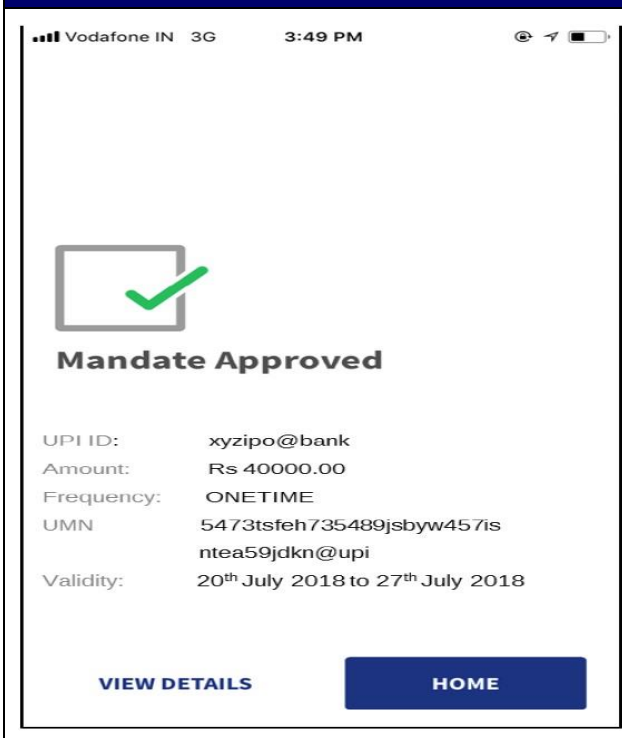 Vodafone IN 3G 3:49 PM
Mandate Approved
UPI ID: xyzipo@bank
Amount: Rs 40000.00
Frequency: ONETIME
UMN 5473tsfeh735489jsbyw457is
ntea59jdkn@upi
Validity: 20th July 2018 to 27th July 2018
VIEW DETAILS HOME